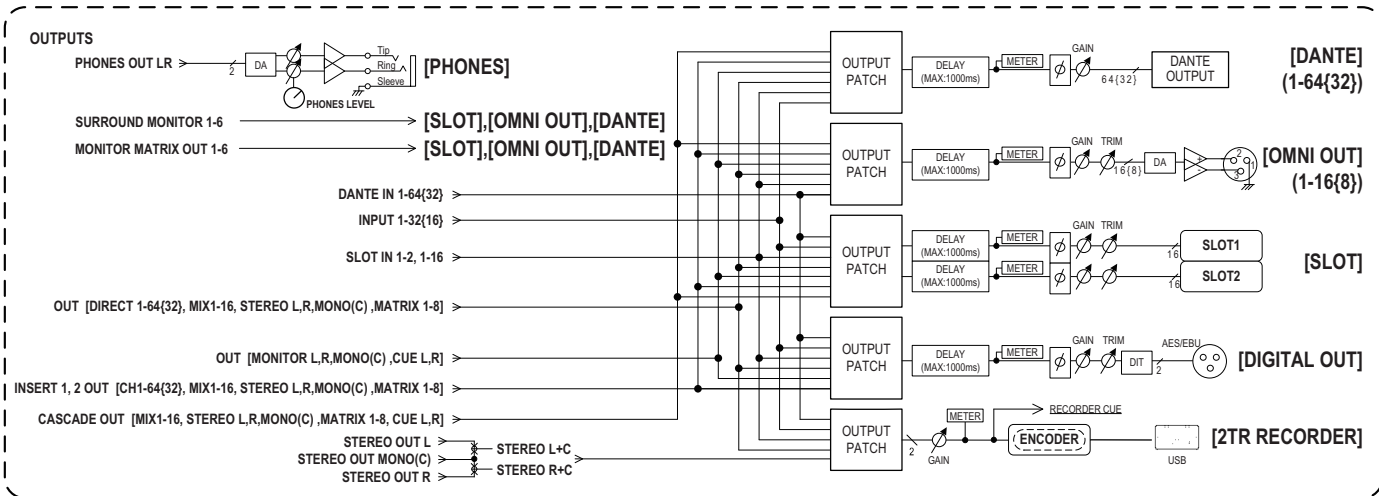 OUTPUTS
PHONES OUT LR
2
DA
PHONES LEVEL
Tip
Ring
Sleeve
[PHONES]
SURROUND MONITOR 1-6
[SLOT],[OMNI OUT],[DANTE]
MONITOR MATRIX OUT 1-6
[SLOT],[OMNI OUT],[DANTE]
DANTE IN 1-64{32}
INPUT 1-32{16}
SLOT IN 1-2, 1-16
OUT [DIRECT 1-64{32}, MIX1-16, STEREO L,R,MONO(C) ,MATRIX 1-8]
OUT [MONITOR L,R,MONO(C) ,CUE L,R]
INSERT 1, 2 OUT [CH1-64{32}, MIX1-16, STEREO L,R,MONO(C) ,MATRIX 1-8]
CASCADE OUT [MIX1-16, STEREO L,R,MONO(C) ,MATRIX 1-8, CUE L,R]
STEREO OUT L
STEREO OUT MONO(C)
STEREO OUT R
STEREO L+C
STEREO R+C
OUTPUT
PATCH
DELAY
(MAX:1000ms)
METER
ϕ
GAIN
64{32}
DANTE
OUTPUT
[DANTE]
(1-64{32})
OUTPUT
PATCH
DELAY
(MAX:1000ms)
METER
ϕ
GAIN
TRIM
16{8}
DA
+
-
2
1
3
[OMNI OUT]
(1-16{8})
OUTPUT
PATCH
DELAY
(MAX:1000ms)
METER
ϕ
GAIN
TRIM
16
SLOT1
DELAY
(MAX:1000ms)
METER
ϕ
16
SLOT2
[SLOT]
OUTPUT
PATCH
DELAY
(MAX:1000ms)
METER
ϕ
GAIN
TRIM
DIT
2
AES/EBU
[DIGITAL OUT]
OUTPUT
PATCH
2
GAIN
METER
RECORDER CUE
ENCODER
USB
[2TR RECORDER]